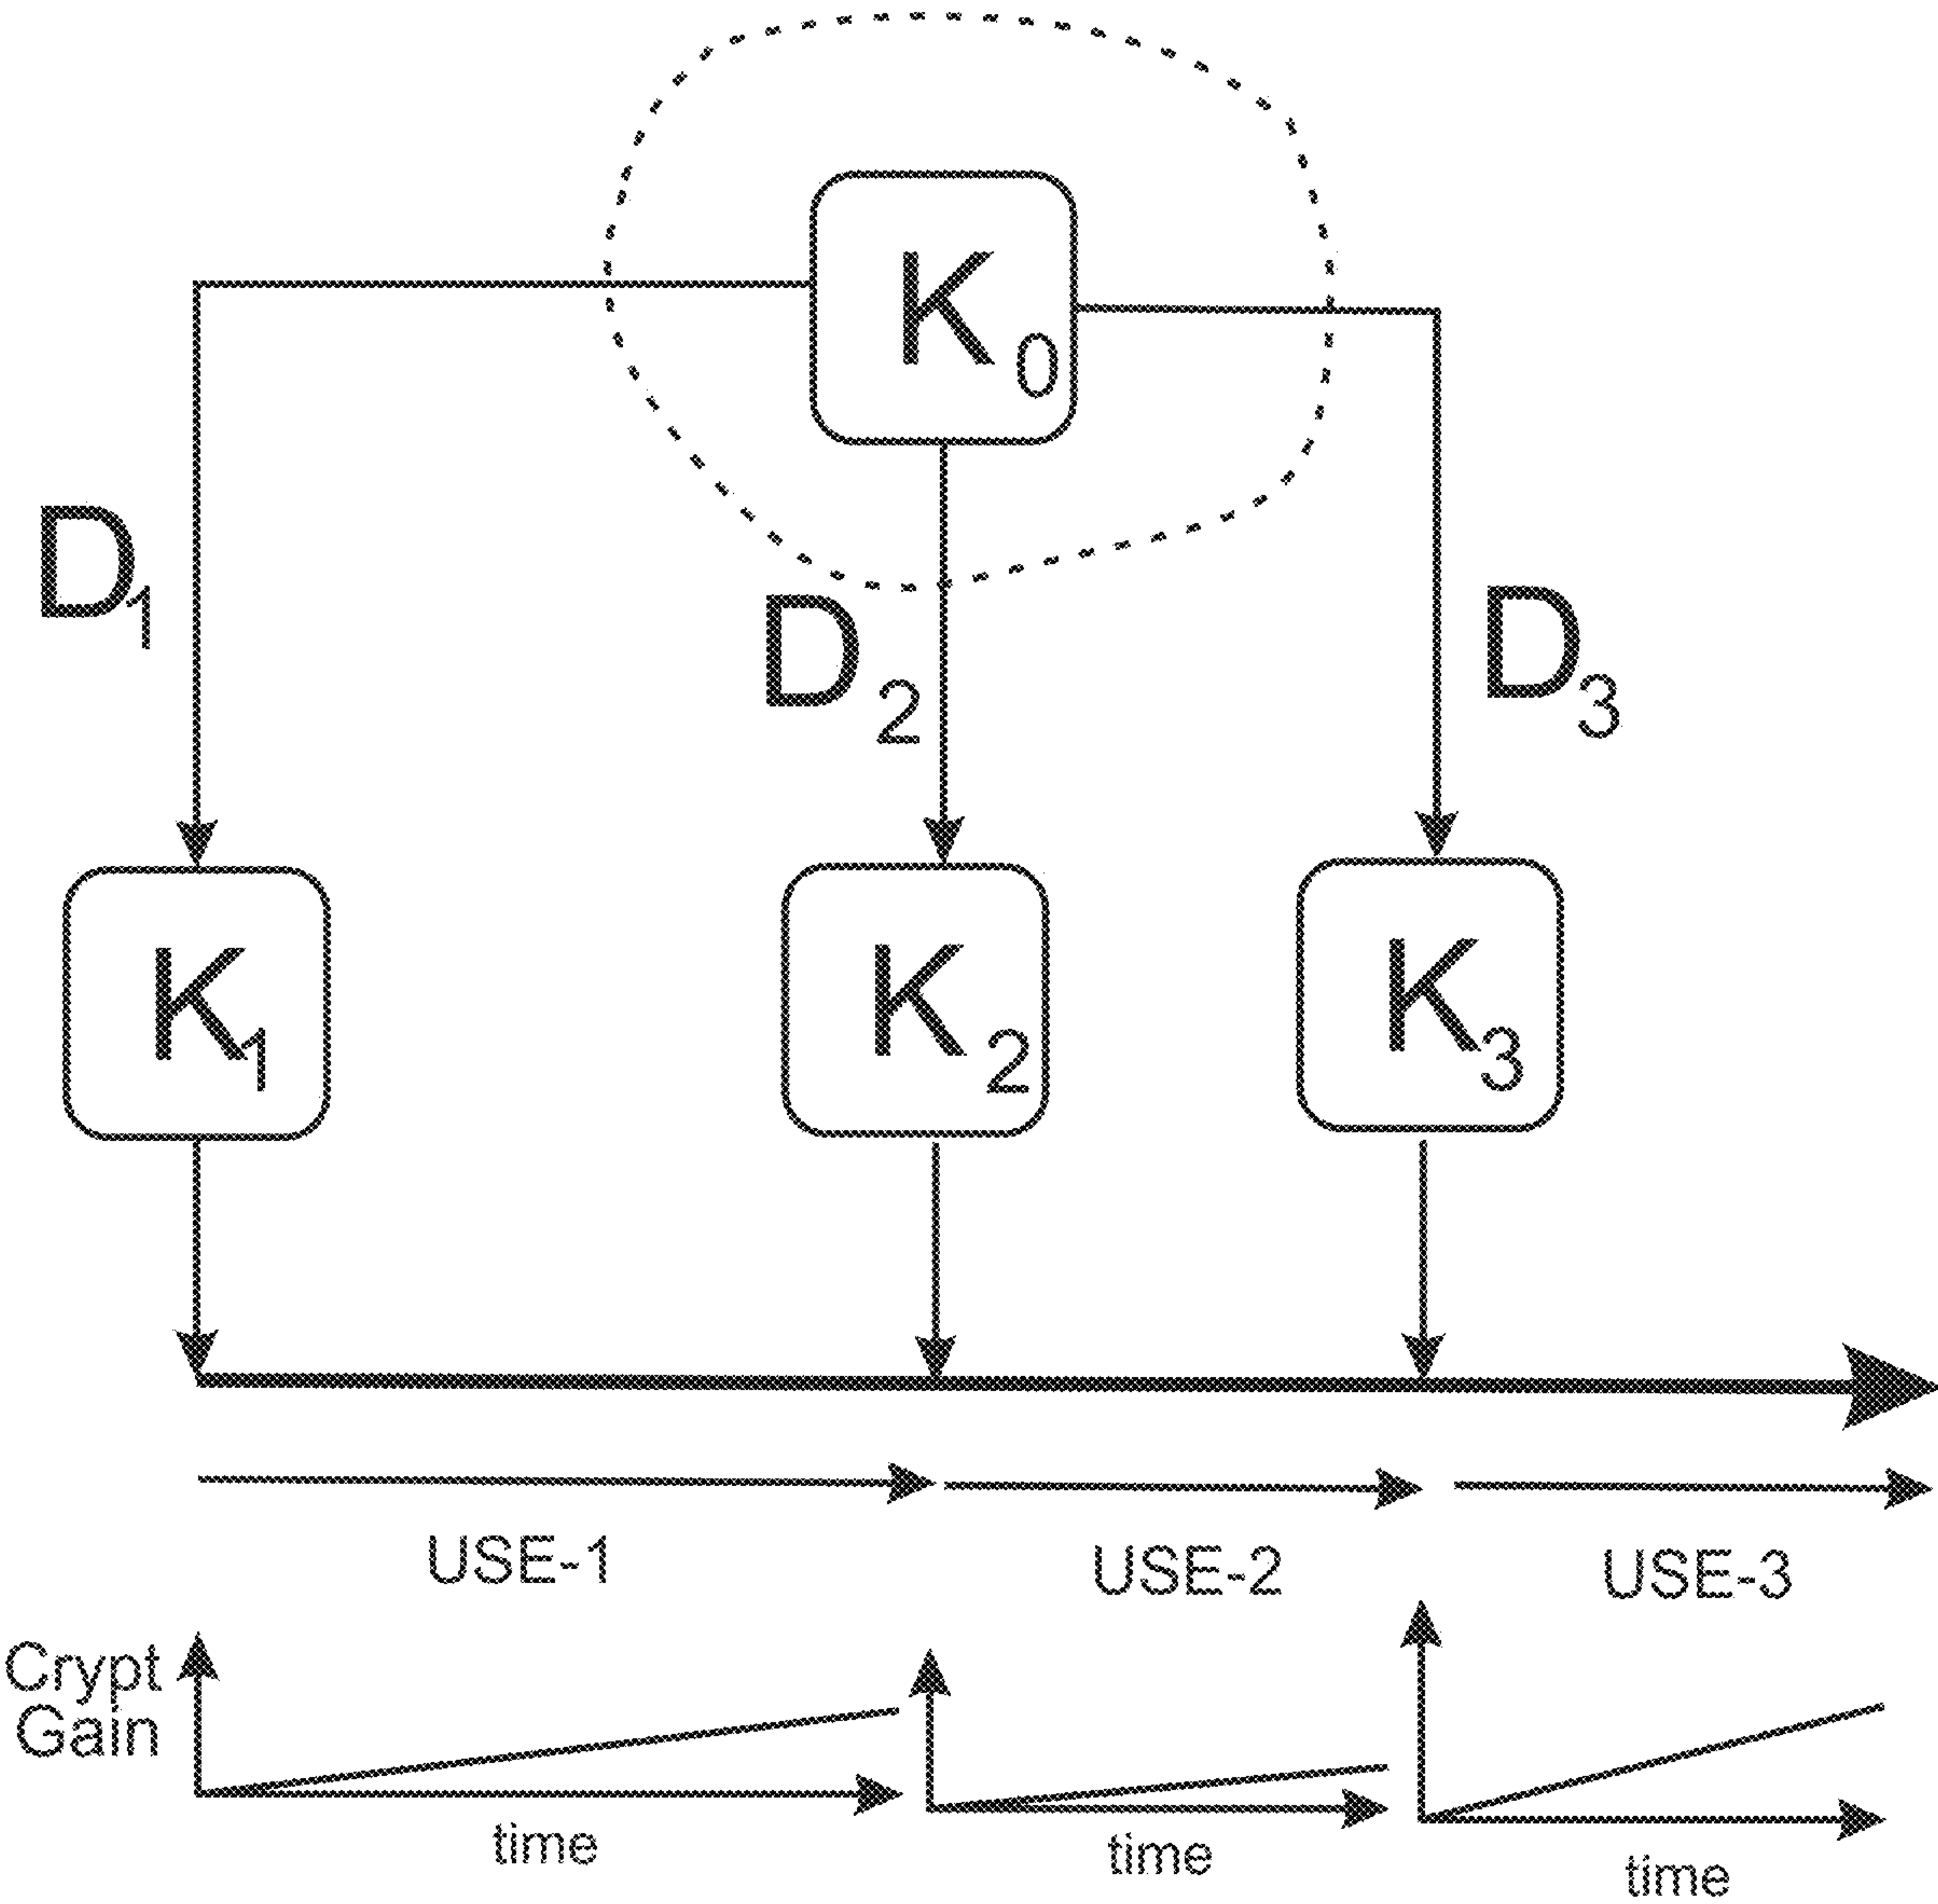 K0
D1
D2
D3
K1
K2
K3
USE-1
USE-2
USE-3
Crypt
Gain
time
time
time